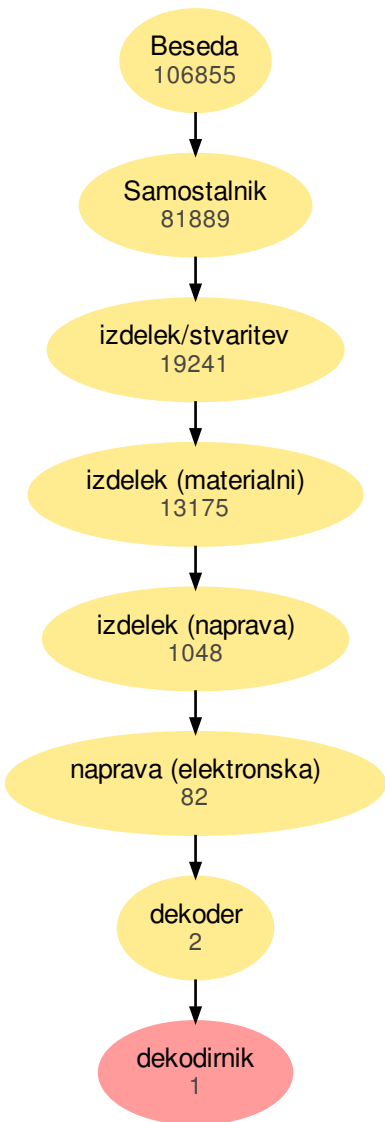 Beseda
106855
Samostalnik
81889
izdelek/stvaritev
19241
izdelek (materialni)
13175
izdelek (naprava)
1048
naprava (elektronska)
82
dekoder
2
dekodirnik
1